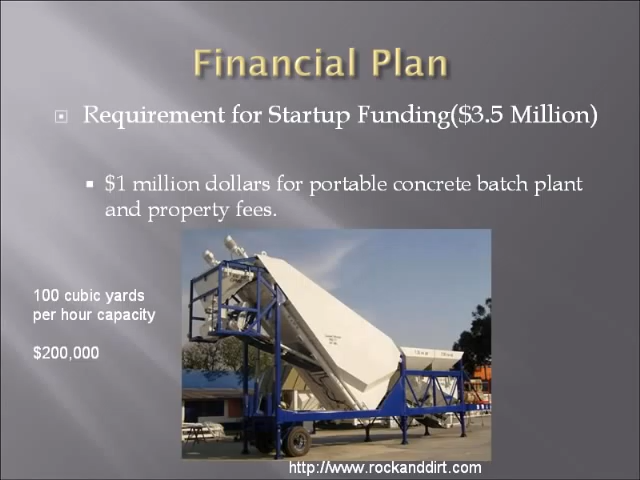 Financial Plan
Requirement for Startup Funding($3.5 Million)
$1 million dollars for portable concrete batch plant
and property fees.
100 cubic yards
per hour capacity
$200,000
http://www.rockanddirt.com